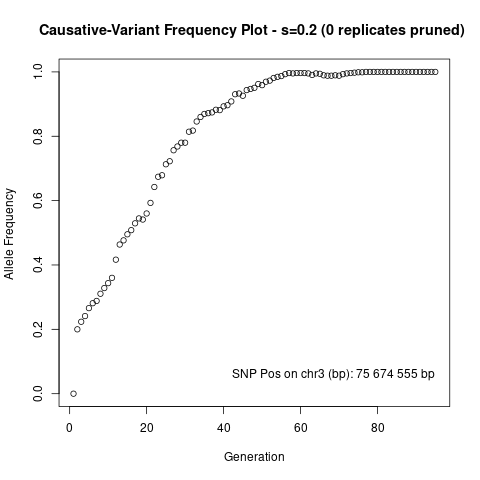 Causative-Variant Frequency Plot - s=0.2 (0 replicates pruned)
Allele Frequency
1.0
0.8
0.6
0.4
0.2
0.0
SNP Pos on chr3 (bp): 75 674 555 bp
0 20 40 60 80
Generation